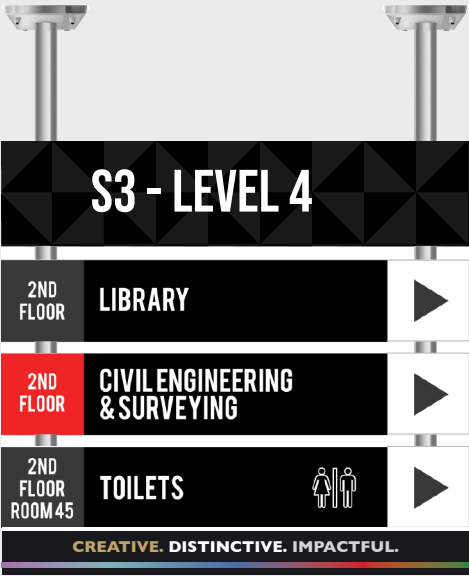 S3 - LEVEL 4
2ND
FLOOR
LIBRARY
2ND
FLOOR
CIVIL ENGINEERING
& SURVEYING
2ND
FLOOR
ROOM 45
TOILETS
CREATIVE. DISTINCTIVE. IMPACTFUL.